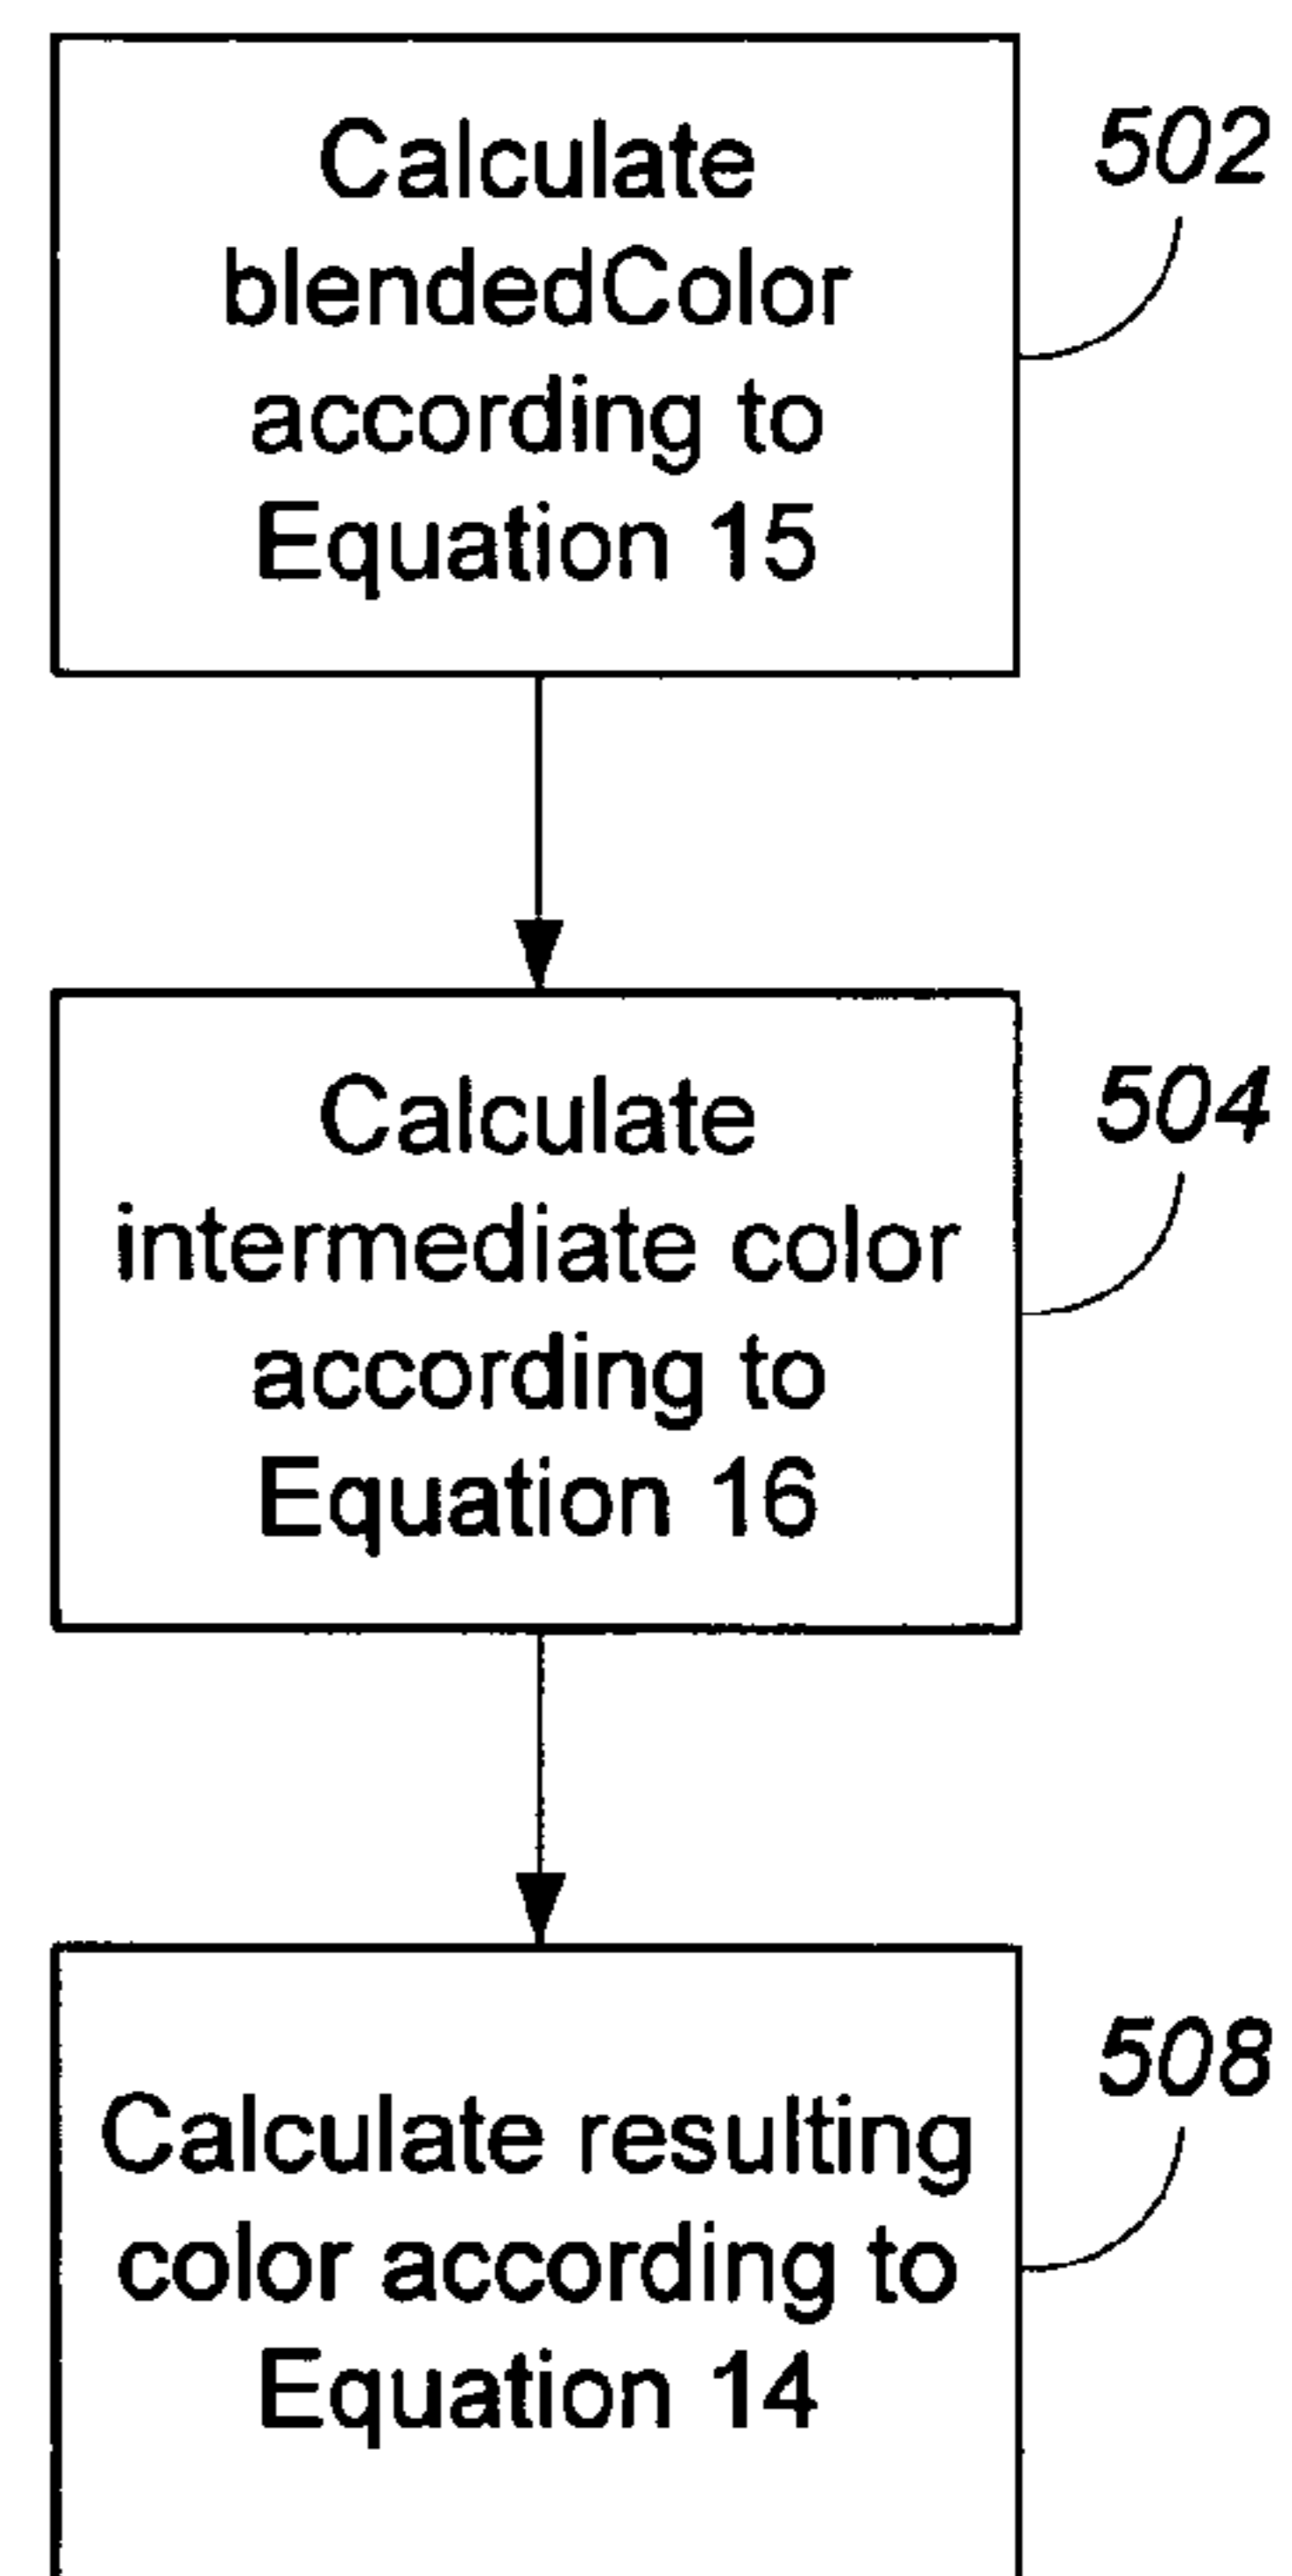 Calculate
blendedColor
according to
Equation 15
502
Calculate
intermediate color
according to
Equation 16
504
Calculate resulting
color according to
Equation 14
508